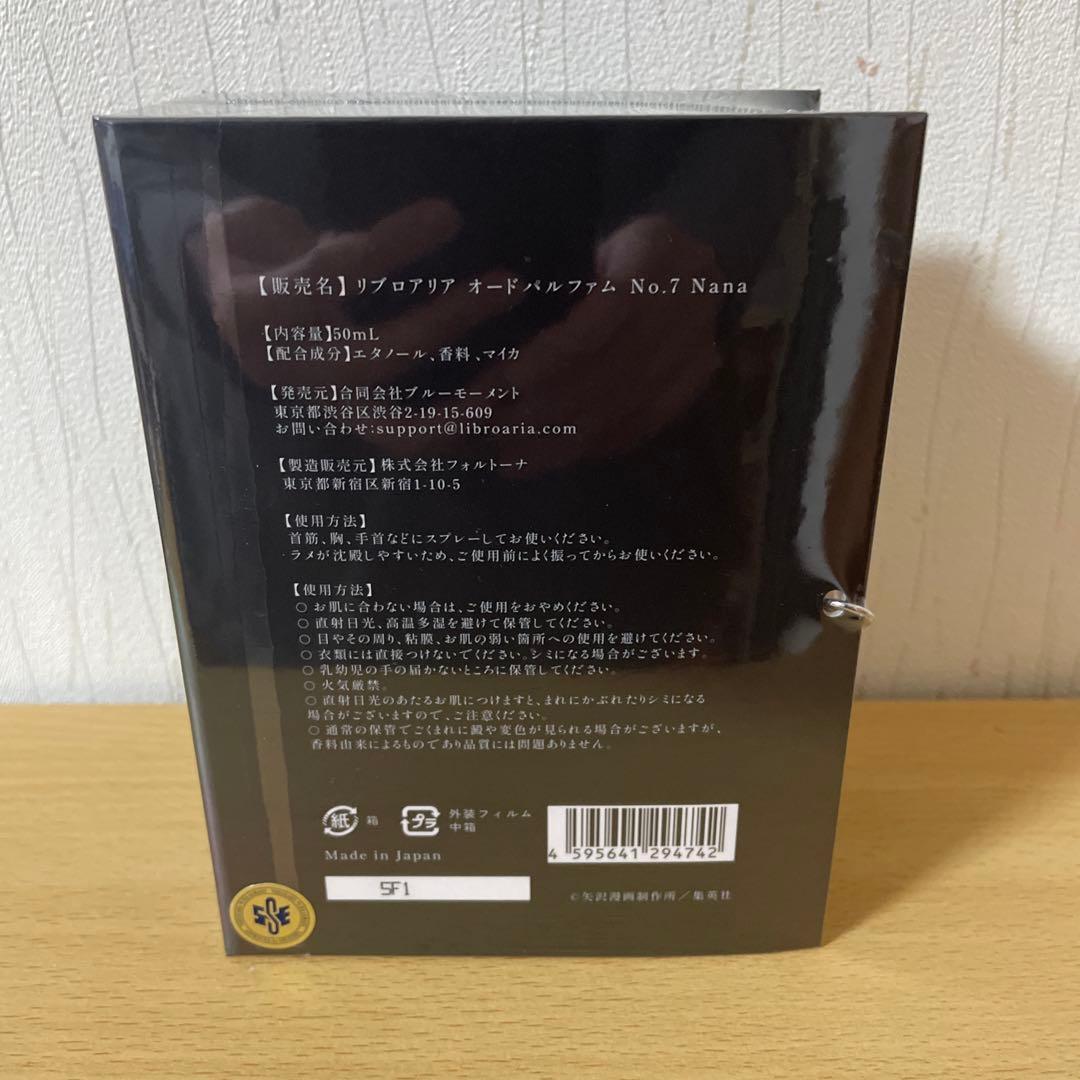 【販売名】リブロアリア オードパルファム No.7 Nana
【内容量】50mL
【配合成分】エタノール、香料、マイカ
【発売元】合同会社ブルーモーメント
東京都渋谷区渋谷2-19-15-609
お問い合わせ:support@libroaria.com
【製造販売元】株式会社フォルトーナ
東京都新宿区新宿1-10-5
【使用方法】
首筋、胸、手首などにスプレーしてお使いください。
ラメが沈殿しやすいため、ご使用前によく振ってからお使いください。
【使用方法】
○ お肌に合わない場合は、ご使用をおやめください。
○ 直射日光、高温多湿を避けて保管してください。
○ 目やその周り、粘膜、お肌の弱い箇所への使用を避けてください。
○ 衣類には直接つけないでください。シミになる場合がございます。
○ 乳幼児の手の届かないところに保管してください。
○ 火気厳禁。
○ 直射日光のあたるお肌につけますと、まれにかぶれたりシミになる
場合がございますので、ご注意ください。
○ 通常の保管でごくまれに澱や変色が見られる場合がございますが、
香料由来によるものであり品質には問題ありません。
紙 箱 プラ 外装フィルム
中箱
Made in Japan
4 595641 294742
5F1
©矢沢漫画制作所／集英社